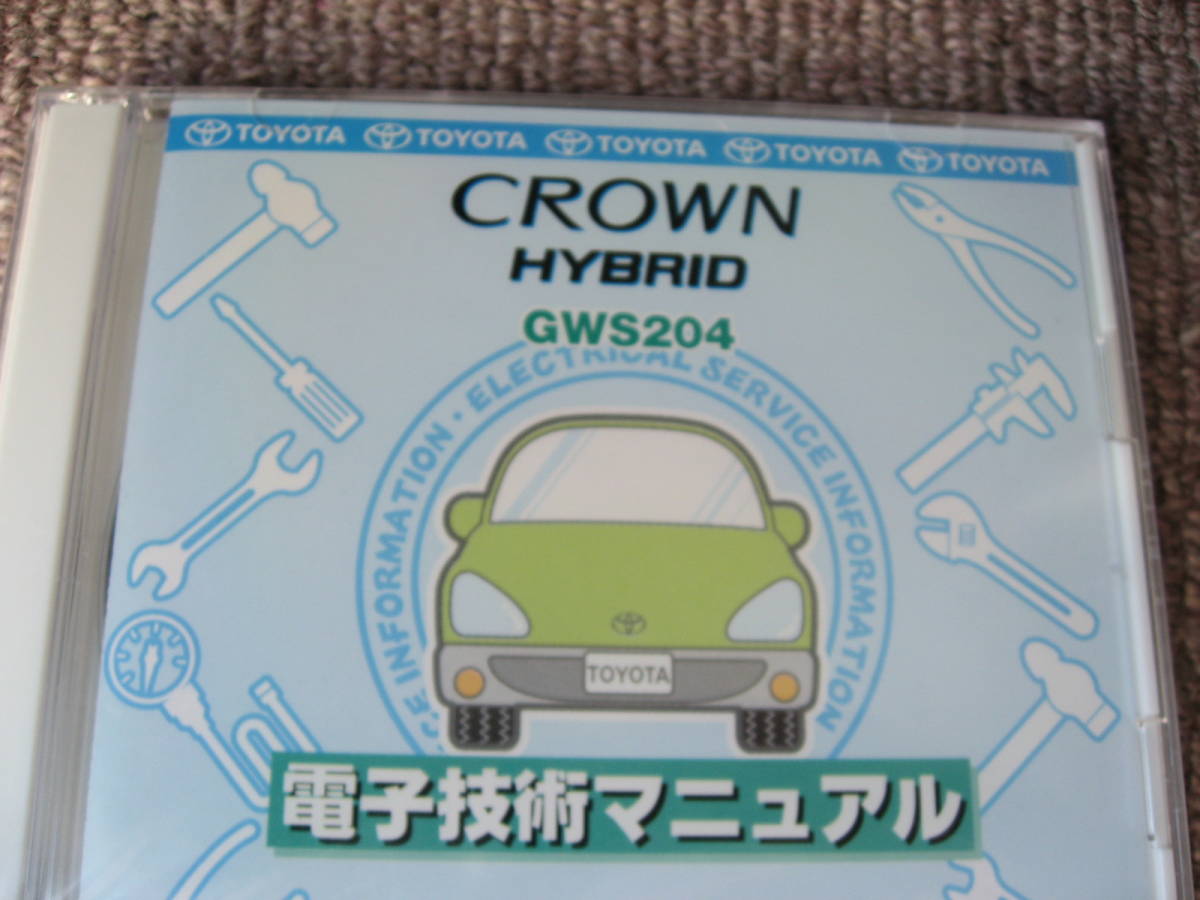 TOYOTA TOYOTA TOYOTA TOYOTA TOYOTA
CROWN
HYBRID
GWS204
INFORMATION · ELECTRICAL SERVICE INFORMATION
TOYOTA
電子技術マニュアル